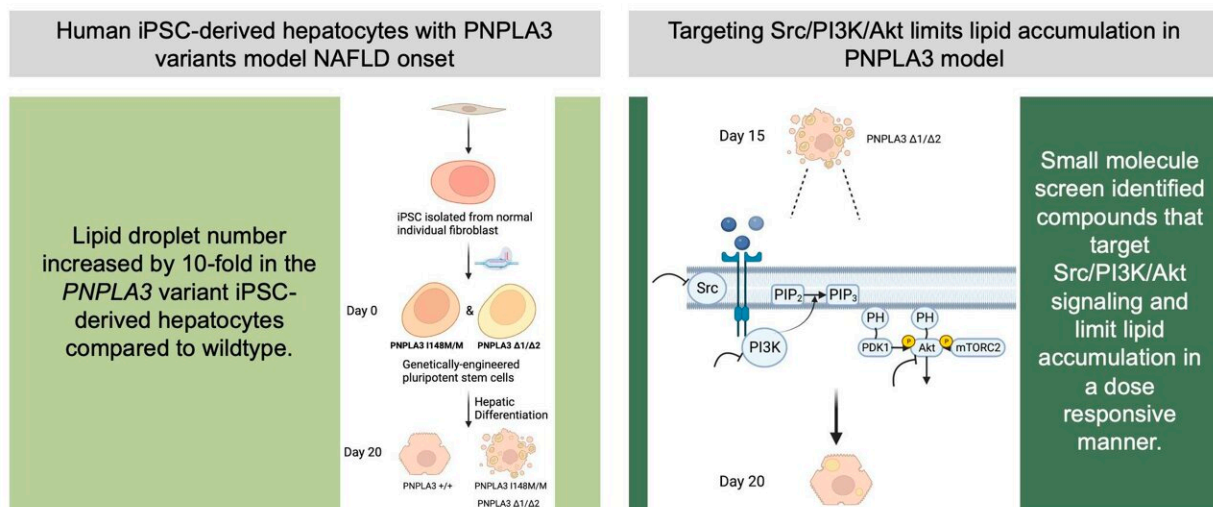 Human iPSC-derived hepatocytes with PNPLA3
variants model NAFLD onset
Lipid droplet number
increased by 10-fold in the
PNPLA3 variant iPSC-
derived hepatocytes
compared to wildtype.
iPSC isolated from normal
individual fibroblast
Day 0
&
PNPLA3 I148M/M
PNPLA3 Δ1/Δ2
Genetically-engineered
pluripotent stem cells
Hepatic
Differentiation
Day 20
PNPLA3 +/+
PNPLA3 I148M/M
PNPLA3 Δ1/Δ2
Targeting Src/PI3K/Akt limits lipid accumulation in
PNPLA3 model
Day 15
PNPLA3 Δ1/Δ2
Src
PIP2
PIP3
PI3K
PH
PH
PDK1
P
Akt
P
mTORC2
Day 20
Small molecule
screen identified
compounds that
target
Src/PI3K/Akt
signaling and
limit lipid
accumulation in
a dose
responsive
manner.